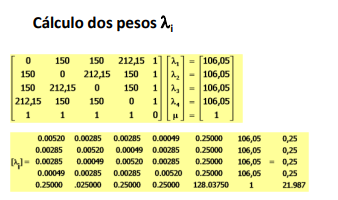 Cálculo dos pesos λi
0 150 150 212,15 1 λ1 = 106,05
150 0 212,15 150 1 λ2 = 106,05
150 212,15 0 150 1 λ3 = 106,05
212,15 150 150 0 1 λ4 = 106,05
1 1 1 1 0 μ = 1
0.00520 0.00285 0.00285 0.00049 0.25000 106,05 0,25
0.00285 0.00520 0.00049 0.00285 0.25000 106,05 0,25
[λi]= 0.00285 0.00049 0.00520 0.00285 0.25000 106,05 = 0,25
0.00049 0.00285 0.00285 0.00520 0.25000 106,05 0,25
0.25000 .025000 0.25000 0.25000 128.03750 1 21.987